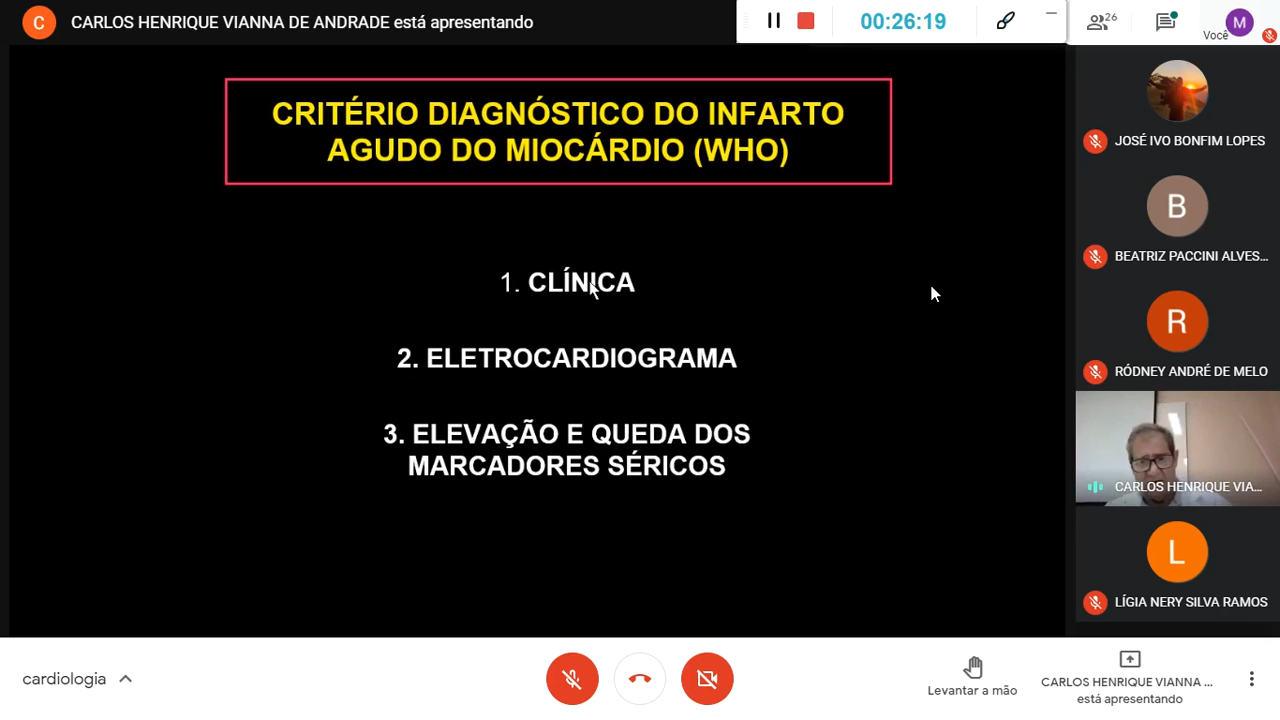 C
CARLOS HENRIQUE VIANNA DE ANDRADE está apresentando
00:26:19
26
Você
M
CRITÉRIO DIAGNÓSTICO DO INFARTO
AGUDO DO MIOCÁRDIO (WHO)
1. CLÍNICA
2. ELETROCARDIOGRAMA
3. ELEVAÇÃO E QUEDA DOS
MARCADORES SÉRICOS
JOSÉ IVO BONFIM LOPES
B
BEATRIZ PACCINI ALVES...
R
RÓDNEY ANDRÉ DE MELO
CARLOS HENRIQUE VIA...
L
LÍGIA NERY SILVA RAMOS
cardiologia
Levantar a mão
CARLOS HENRIQUE VIANNA ...
está apresentando